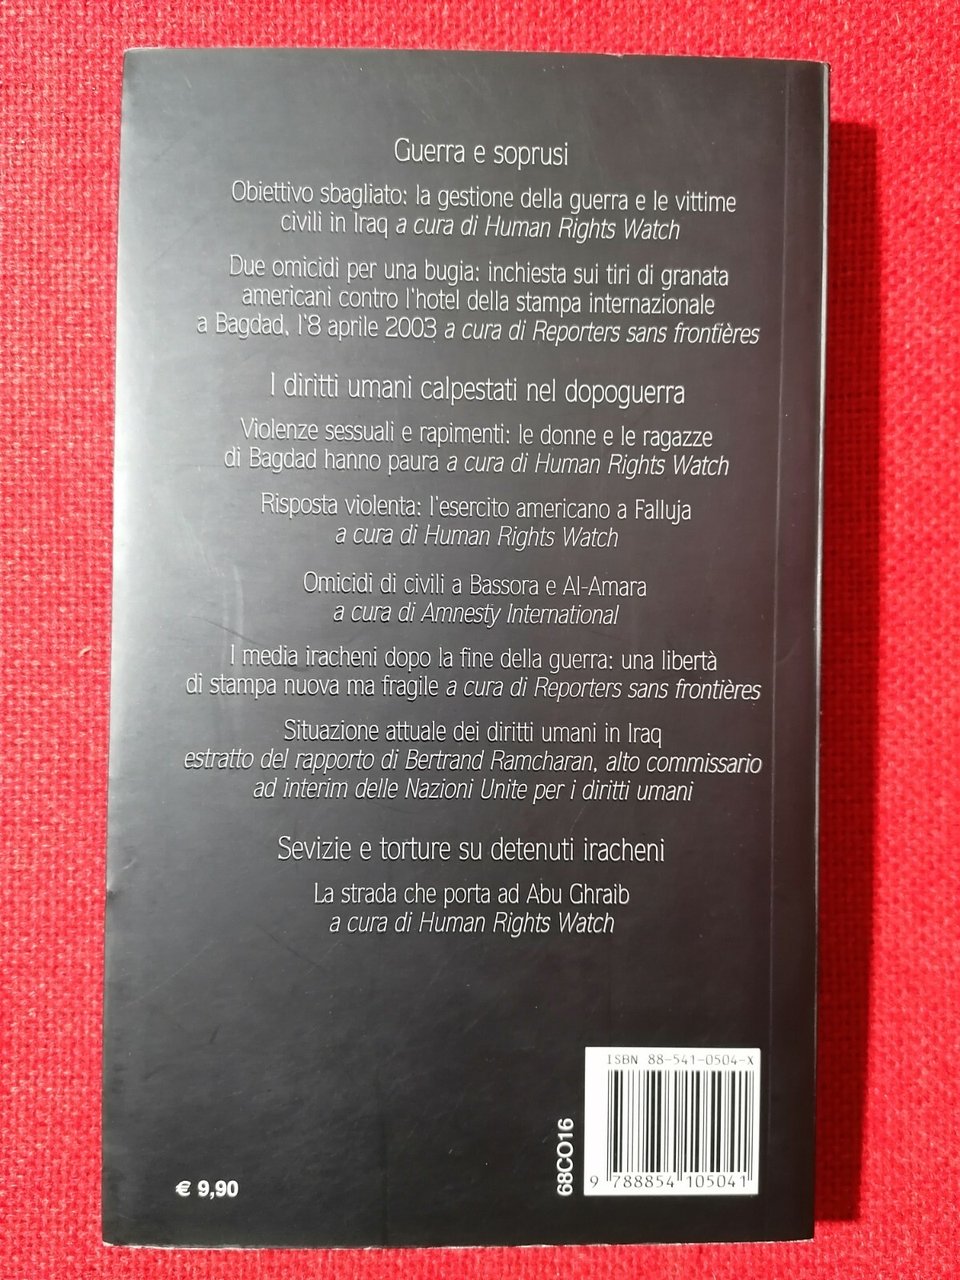 Guerra e soprusi
Obiettivo sbagliato: la gestione della guerra e le vittime
civili in Iraq a cura di Human Rights Watch
Due omicidi per una bugia: inchiesta sui tiri di granata
americani contro l'hotel della stampa internazionale
a Bagdad, l'8 aprile 2003 a cura di Reporters sans frontières
I diritti umani calpestati nel dopoguerra
Violenze sessuali e rapimenti: le donne e le ragazze
di Bagdad hanno paura a cura di Human Rights Watch
Risposta violenta: l'esercito americano a Falluja
a cura di Human Rights Watch
Omicidi di civili a Bassora e Al-Amara
a cura di Amnesty International
I media iracheni dopo la fine della guerra: una libertà
di stampa nuova ma fragile a cura di Reporters sans frontières
Situazione attuale dei diritti umani in Iraq
estratto del rapporto di Bertrand Ramcharan, alto commissario
ad interim delle Nazioni Unite per i diritti umani
Sevizie e torture su detenuti iracheni
La strada che porta ad Abu Ghraib
a cura di Human Rights Watch
ISBN 88-541-0504-X
68CO16
9 788854 105041
€ 9,90